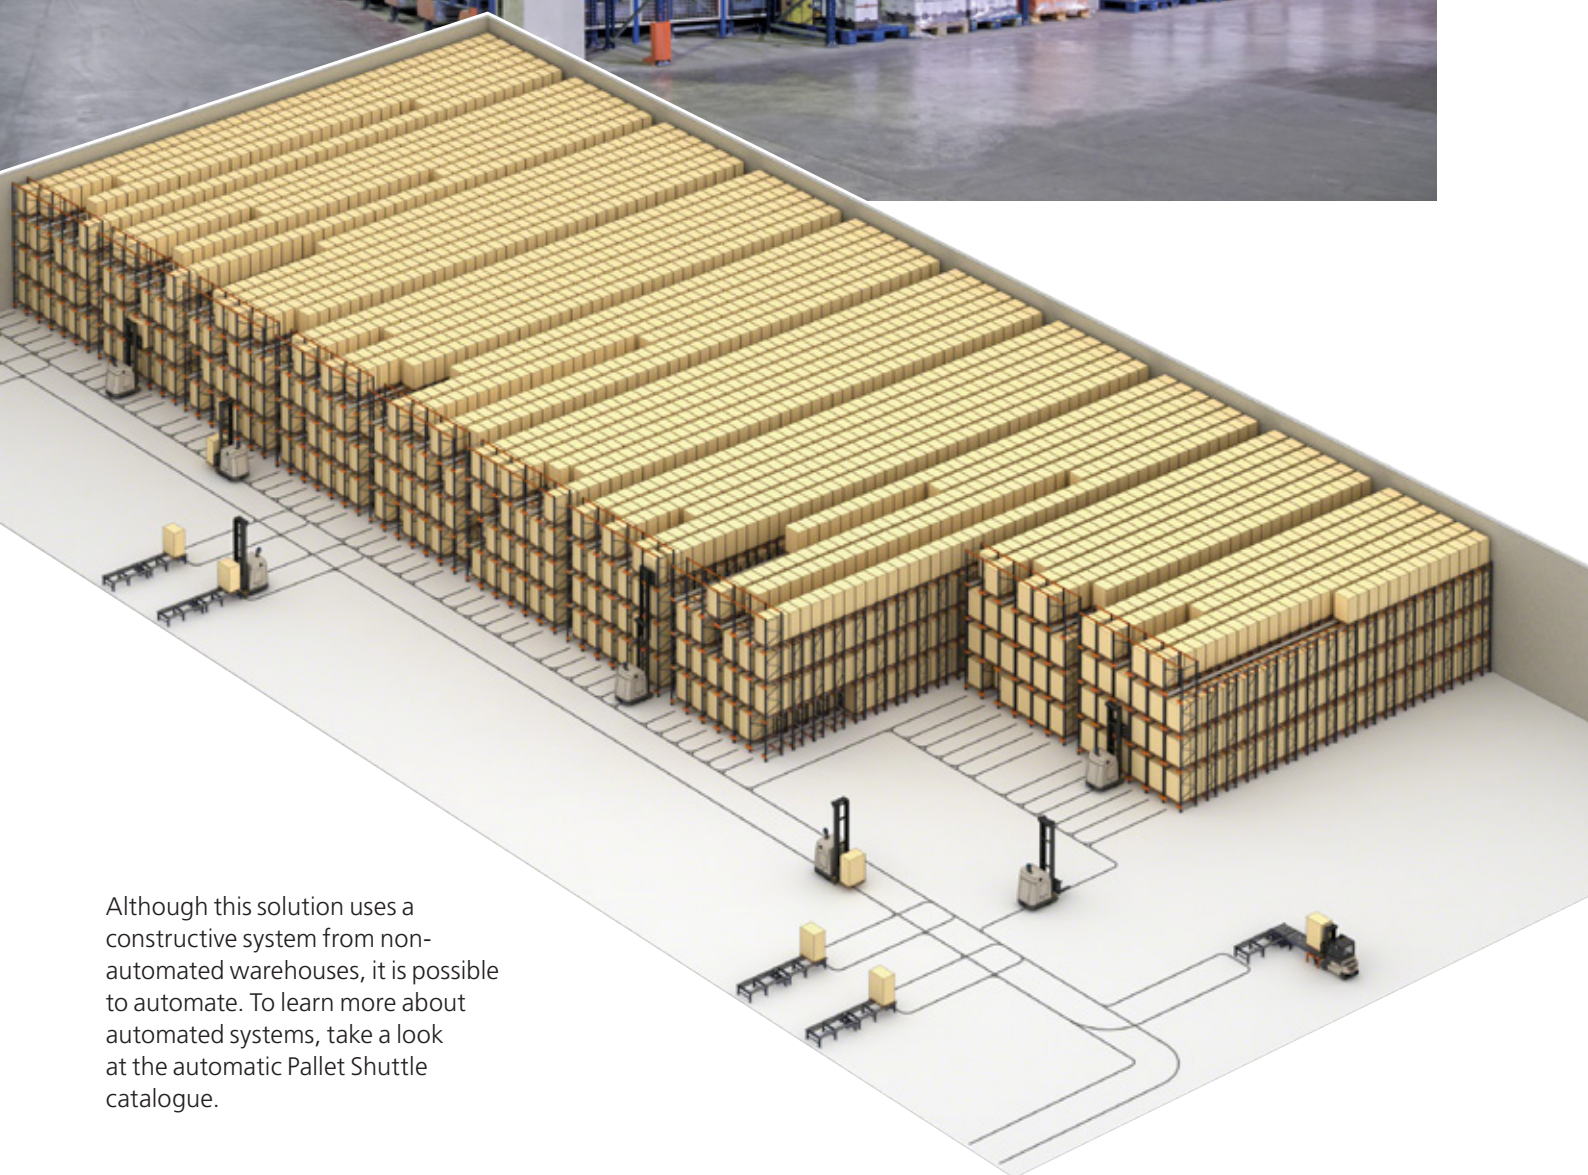 Although this solution uses a
constructive system from non-
automated warehouses, it is possible
to automate. To learn more about
automated systems, take a look
at the automatic Pallet Shuttle
catalogue.